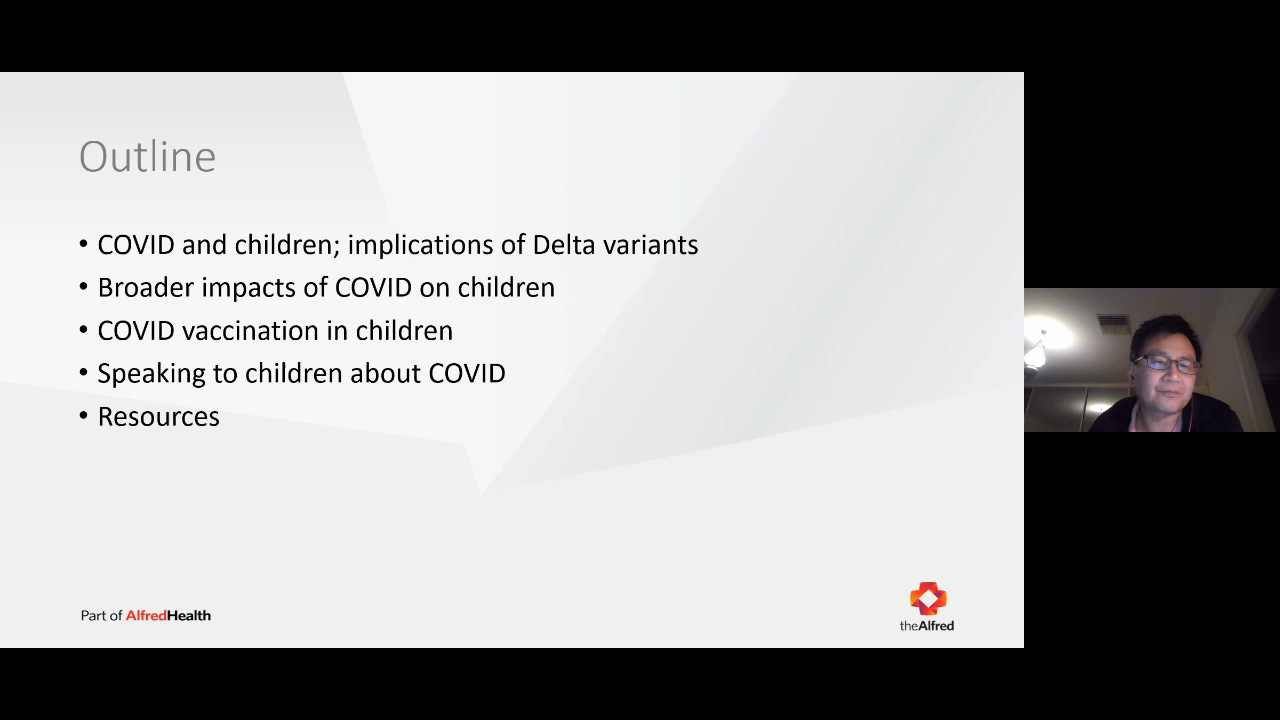 Outline
• COVID and children; implications of Delta variants
• Broader impacts of COVID on children
• COVID vaccination in children
• Speaking to children about COVID
• Resources
Part of AlfredHealth
theAlfred